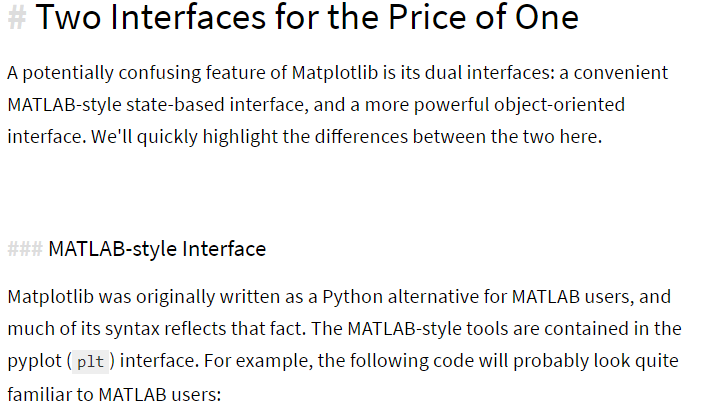 # Two Interfaces for the Price of One
A potentially confusing feature of Matplotlib is its dual interfaces: a convenient
MATLAB-style state-based interface, and a more powerful object-oriented
interface. We'll quickly highlight the differences between the two here.
### MATLAB-style Interface
Matplotlib was originally written as a Python alternative for MATLAB users, and
much of its syntax reflects that fact. The MATLAB-style tools are contained in the
pyplot (plt) interface. For example, the following code will probably look quite
familiar to MATLAB users: